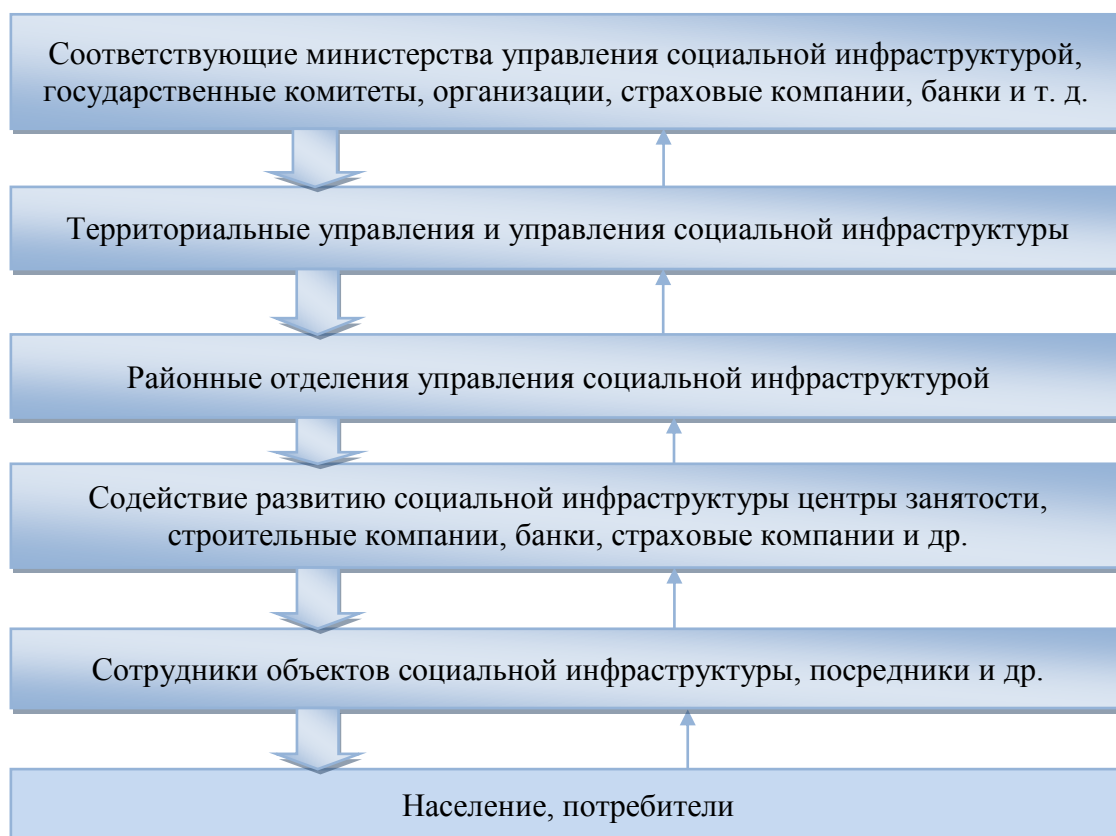 Соответствующие министерства управления социальной инфраструктурой,
государственные комитеты, организации, страховые компании, банки и т. д.
Территориальные управления и управления социальной инфраструктуры
Районные отделения управления социальной инфраструктурой
Содействие развитию социальной инфраструктуры центры занятости,
строительные компании, банки, страховые компании и др.
Сотрудники объектов социальной инфраструктуры, посредники и др.
Население, потребители